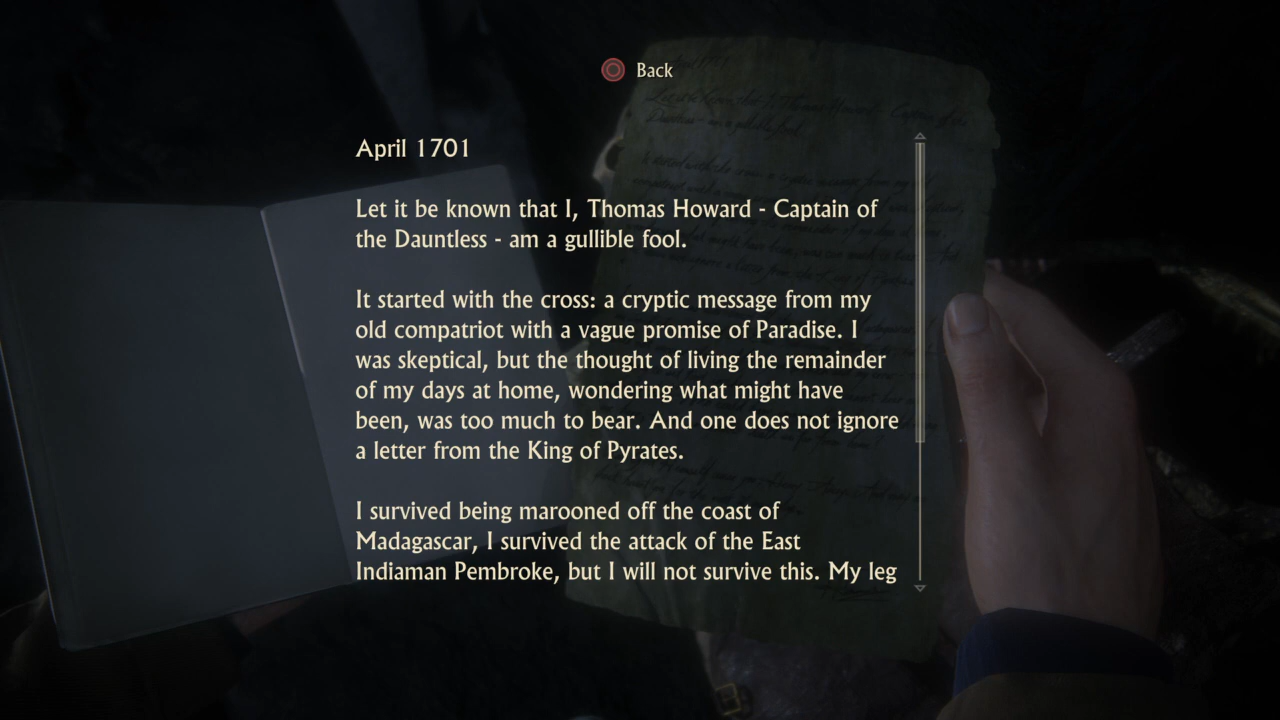 Back
April 1701
Let it be known that I, Thomas Howard - Captain of
the Dauntless - am a gullible fool.
It started with the cross: a cryptic message from my
old compatriot with a vague promise of Paradise. I
was skeptical, but the thought of living the remainder
of my days at home, wondering what might have
been, was too much to bear. And one does not ignore
a letter from the King of Pyrates.
I survived being marooned off the coast of
Madagascar, I survived the attack of the East
Indiaman Pembroke, but I will not survive this. My leg